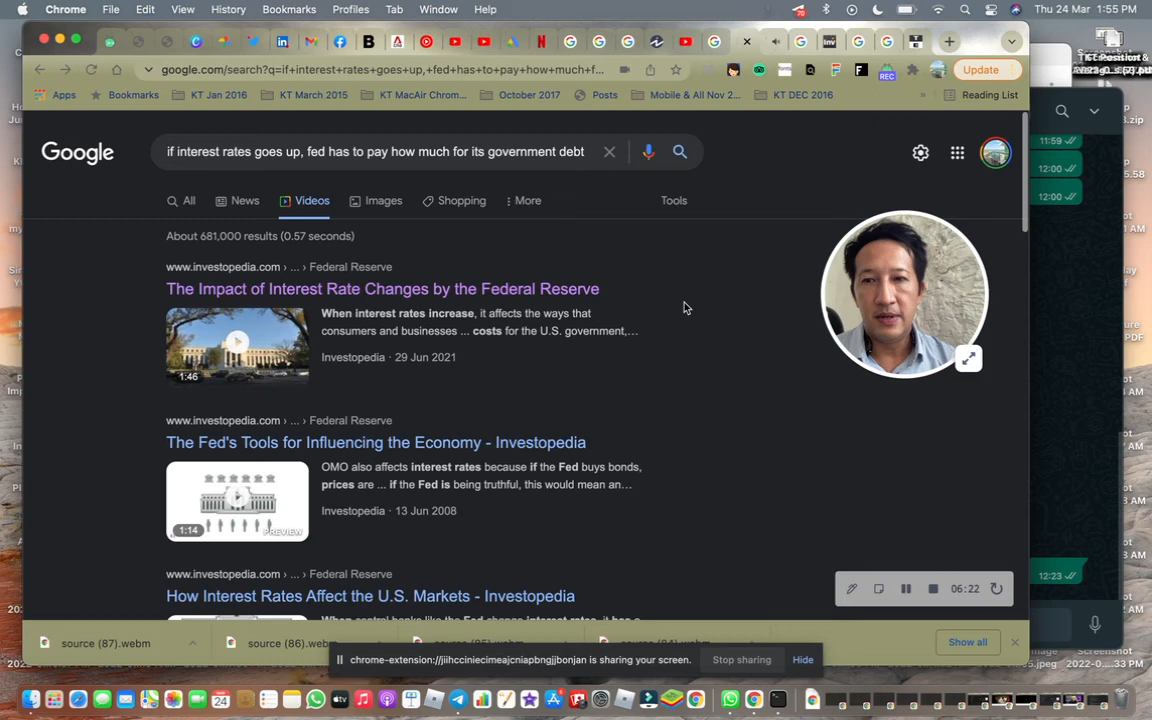 Chrome File Edit View History Bookmarks Profiles Tab Window Help
70
Thu 24 Mar 1:55 PM
google.com/search?q=if+interest+rates+goes+up,+fed+has+to+pay+how+much+f...
REC
Update
Apps Bookmarks KT Jan 2016 KT March 2015 KT MacAir Chrom... October 2017 Posts Mobile & All Nov 2... KT DEC 2016 » Reading List
Google
if interest rates goes up, fed has to pay how much for its government debt
All News Videos Images Shopping More Tools
About 681,000 results (0.57 seconds)
www.investopedia.com › ... › Federal Reserve
The Impact of Interest Rate Changes by the Federal Reserve
When interest rates increase, it affects the ways that
consumers and businesses ... costs for the U.S. government,...
Investopedia · 29 Jun 2021
1:46
www.investopedia.com › ... › Federal Reserve
The Fed's Tools for Influencing the Economy - Investopedia
OMO also affects interest rates because if the Fed buys bonds,
prices are ... if the Fed is being truthful, this would mean an...
Investopedia · 13 Jun 2008
1:14
PREVIEW
www.investopedia.com › ... › Federal Reserve
How Interest Rates Affect the U.S. Markets - Investopedia
11:59
12:00
12:00
12:23
06:22
source (87).webm
source (86).webm
Show all
chrome-extension://jiihcciniecimeajcniapbngjjbonjan is sharing your screen.
Stop sharing
Hide